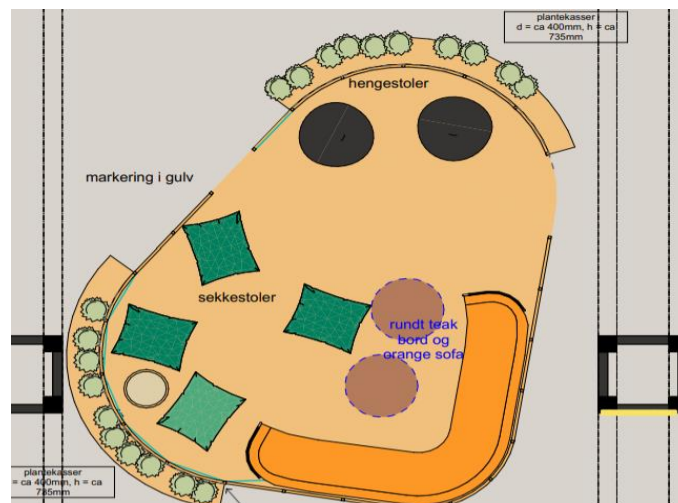 plantekasser
d = ca 400mm, h = ca
735mm
hengestoler
markering i gulv
sekkestoler
rundt teak
bord og
orange sofa
plantekasser
= ca 400mm, h = ca
735mm